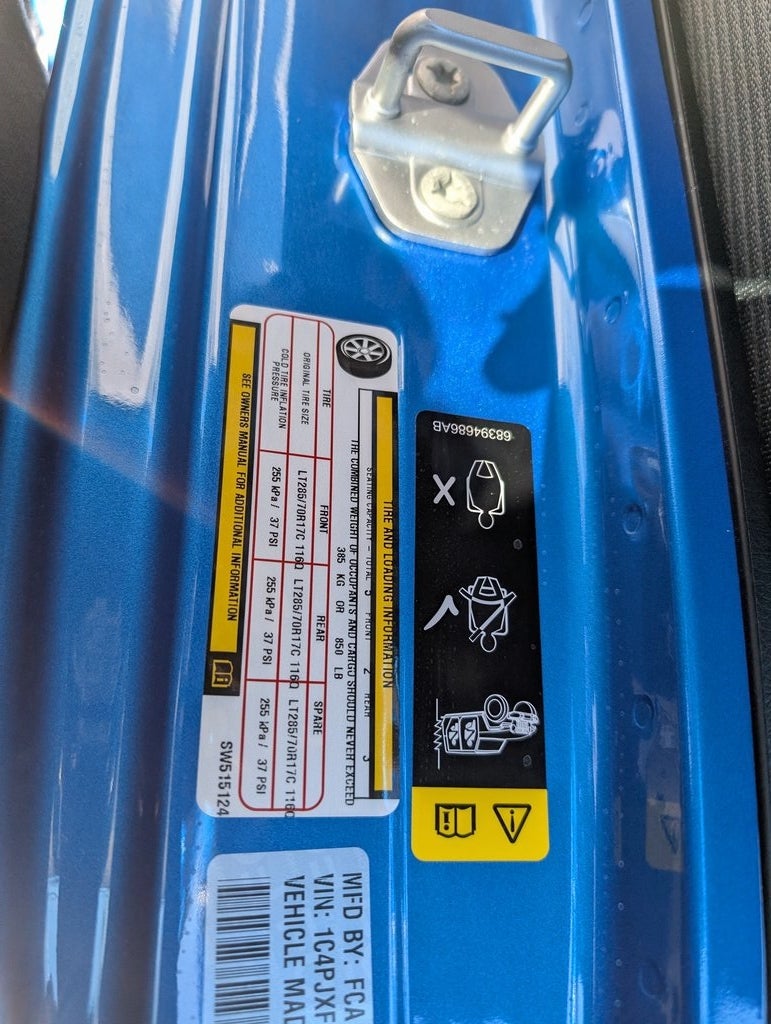 TIRE AND LOADING INFORMATION
SEATING CAPACITY – TOTAL 5 FRONT 2 REAR 3
THE COMBINED WEIGHT OF OCCUPANTS AND CARGO SHOULD NEVER EXCEED
385 KG OR 850 LB
TIRE FRONT REAR SPARE
ORIGINAL TIRE SIZE LT285/70R17C 116Q LT285/70R17C 116Q LT285/70R17C 116Q
COLD TIRE INFLATION
PRESSURE 255 kPa / 37 PSI 255 kPa / 37 PSI 255 kPa / 37 PSI
SEE OWNERS MANUAL FOR ADDITIONAL INFORMATION
SW515124
68394686AB
MFD BY: FCA
VIN: 1C4PJXF
VEHICLE MAD